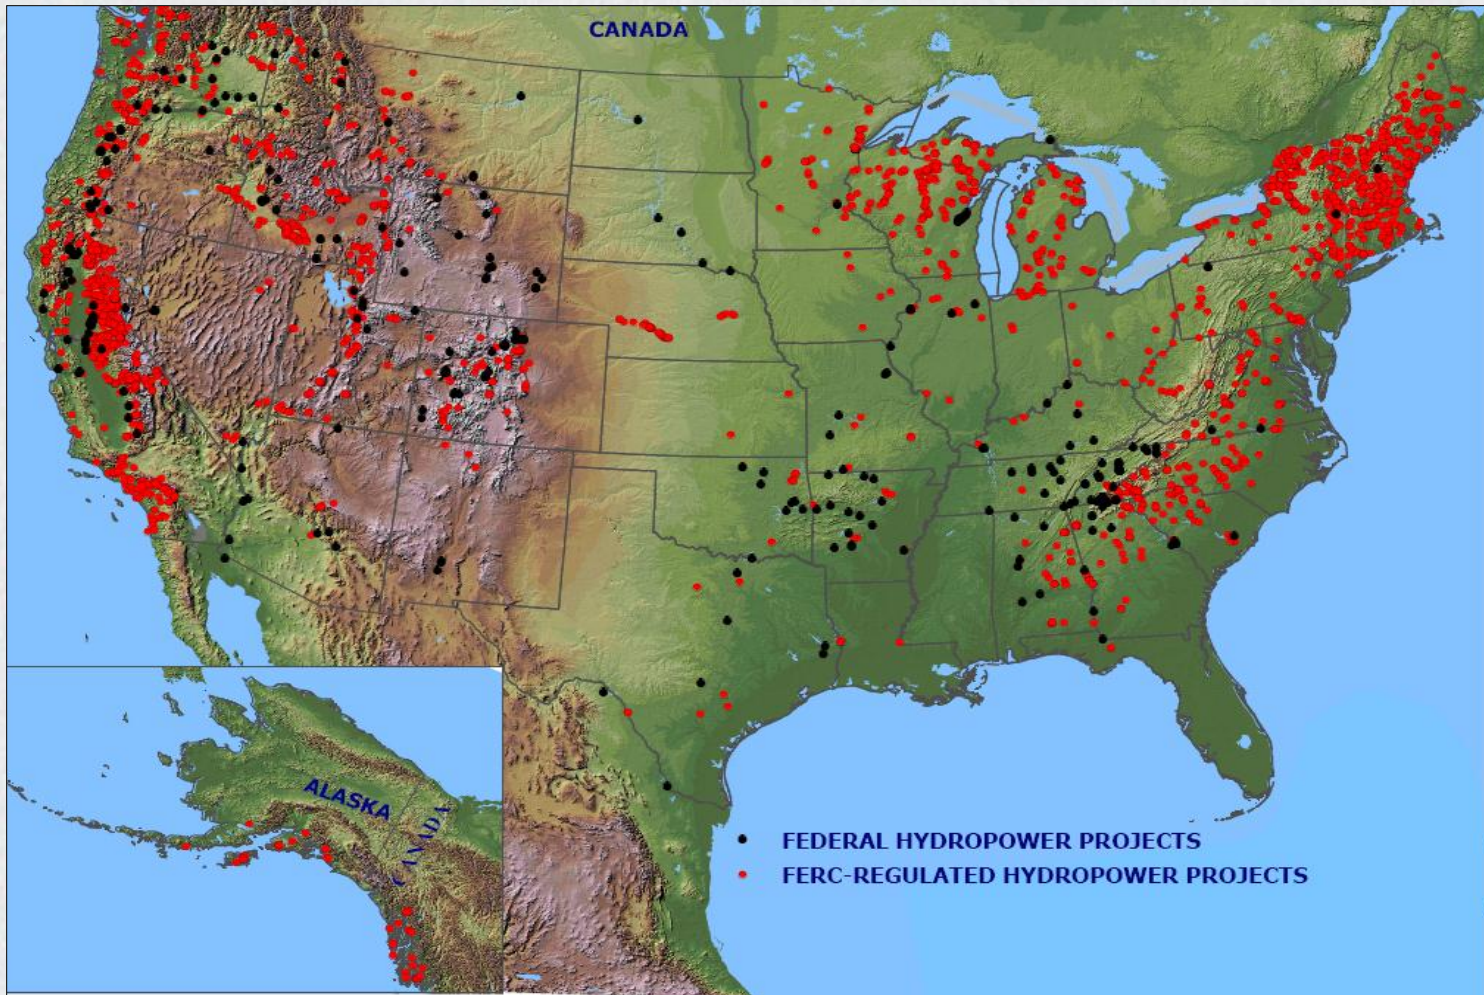 CANADA
ALASKA
CANADA
FEDERAL HYDROPOWER PROJECTS
FERC-REGULATED HYDROPOWER PROJECTS